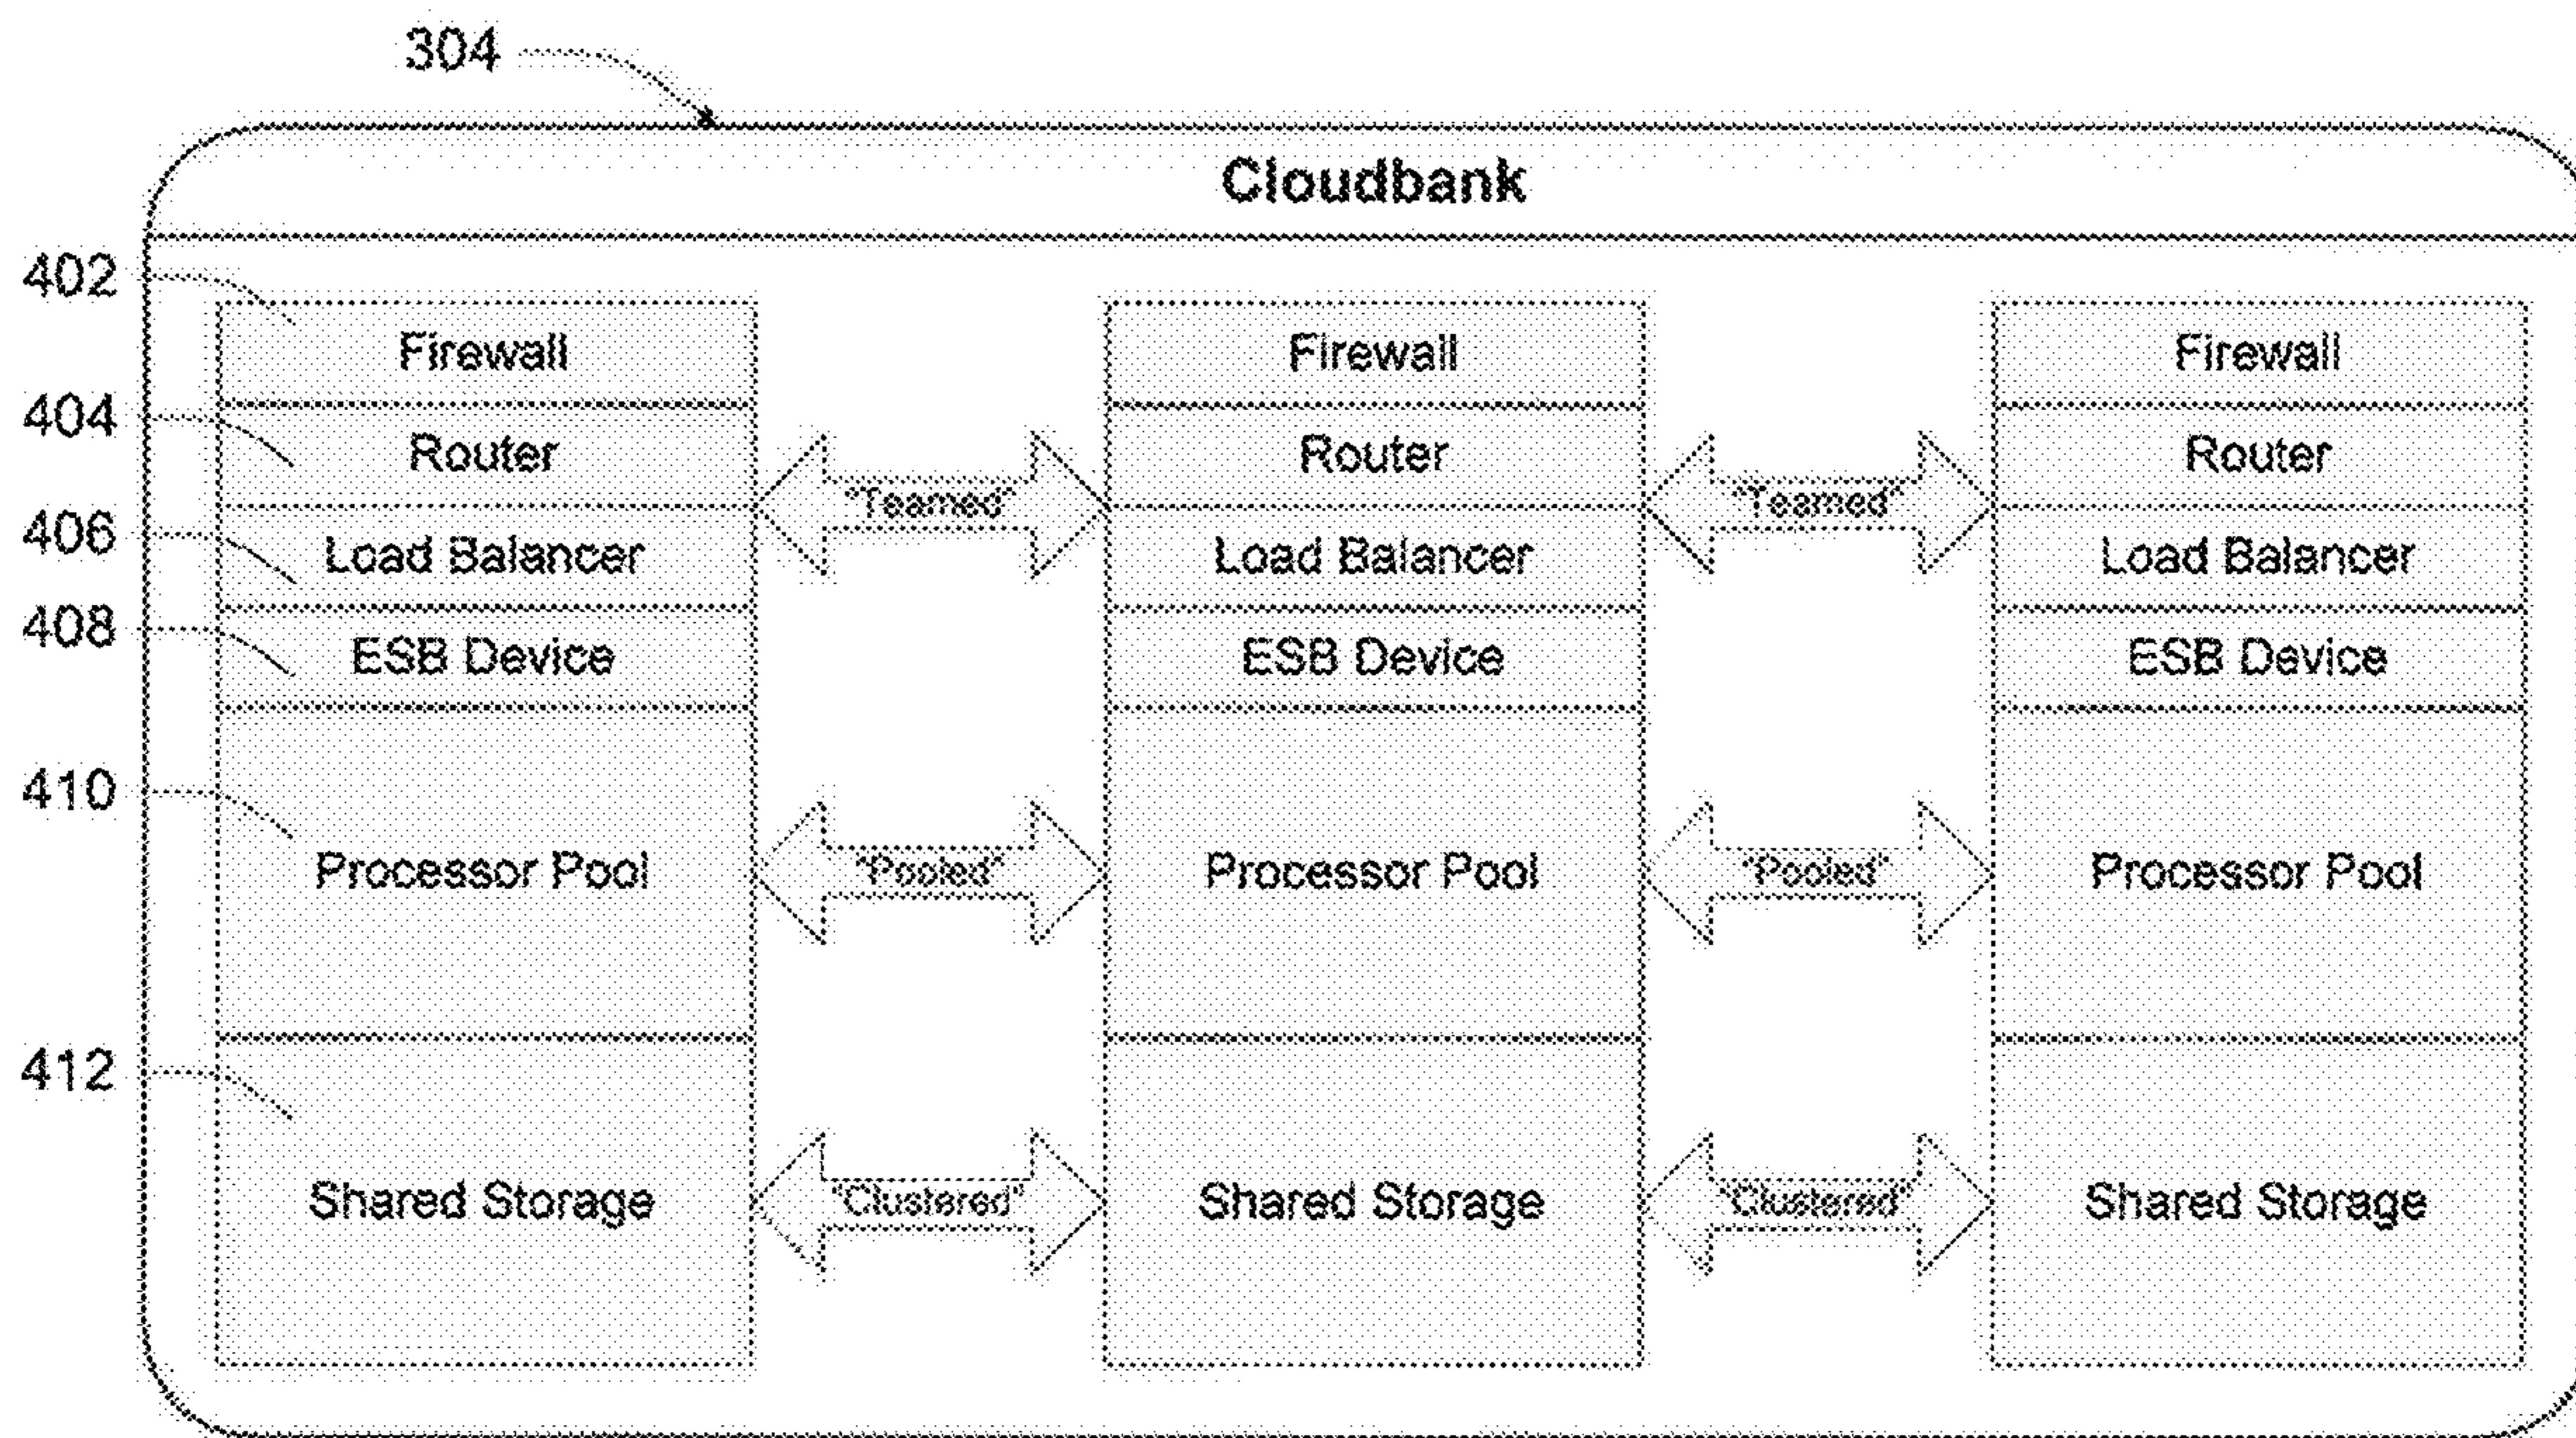 304
Cloudbank
402
Firewall Firewall Firewall
404
Router Router Router
"Teamed" "Teamed"
406
Load Balancer Load Balancer Load Balancer
408
ESB Device ESB Device ESB Device
410
Processor Pool "Pooled" Processor Pool "Pooled" Processor Pool
412
Shared Storage "Clustered" Shared Storage "Clustered" Shared Storage